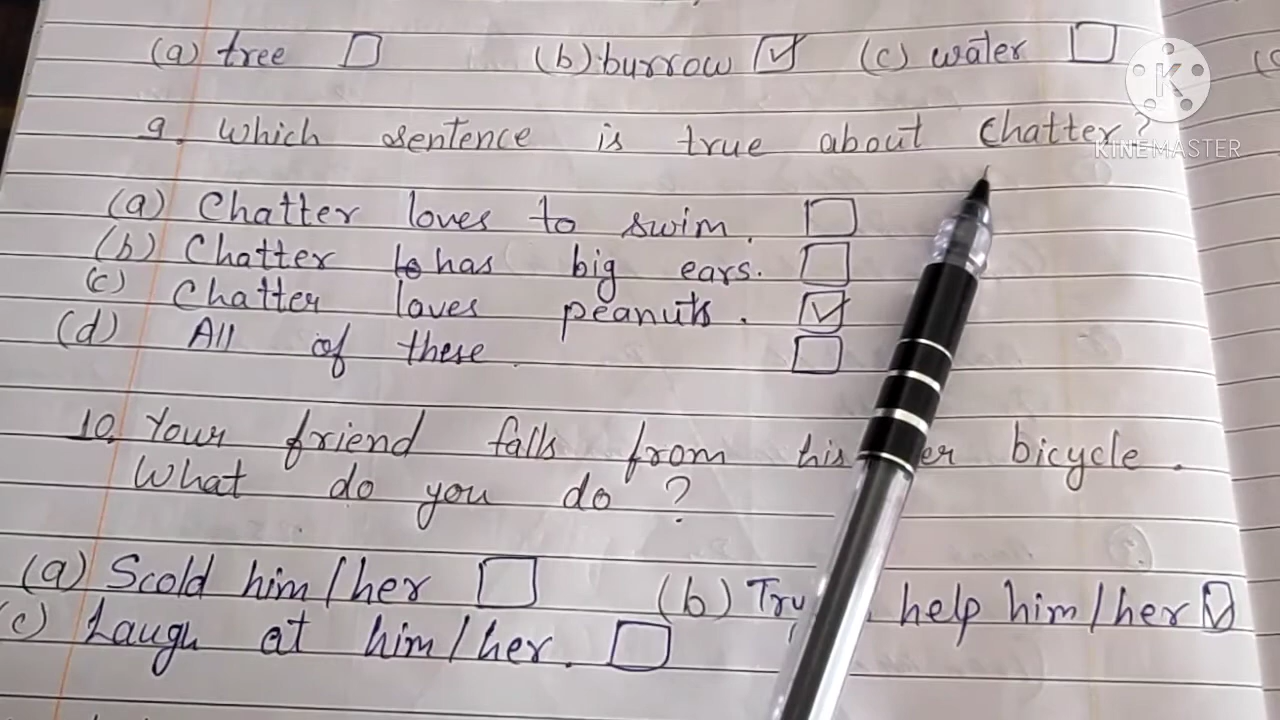 (a) tree (b) burrow (c) water
9. Which sentence is true about Chatter?
KINEMASTER
(a) Chatter loves to swim.
(b) Chatter has big ears.
(c) Chatter loves peanuts.
(d) All of these.
10. Your friend falls from his er bicycle.
What do you do?
(a) Scold him/her (b) Try help him/her
(c) Laugh at him/her.